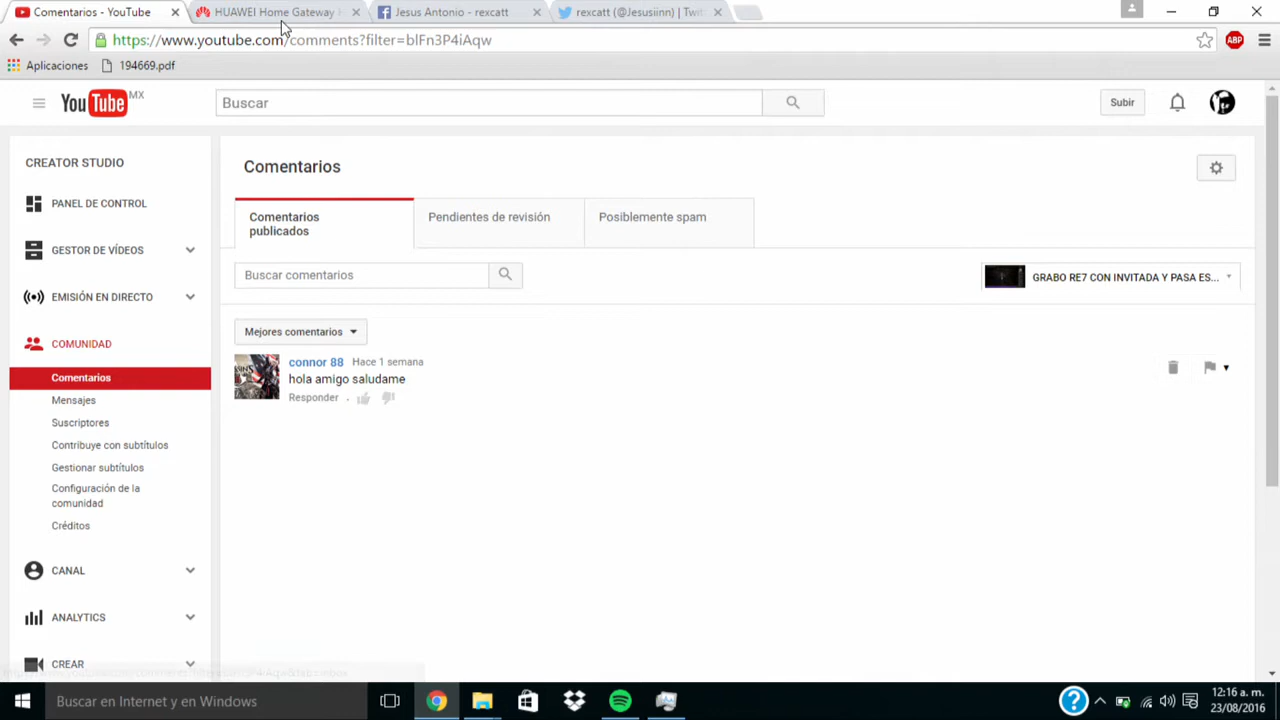 Comentarios - YouTube
HUAWEI Home Gateway
Jesus Antonio - rexcatt
rexcatt (@Jesusiinn) | Twit
https://www.youtube.com/comments?filter=blFn3P4iAqw
ABP
Aplicaciones
194669.pdf
YouTube MX
Buscar
Subir
CREATOR STUDIO
PANEL DE CONTROL
GESTOR DE VÍDEOS
EMISIÓN EN DIRECTO
COMUNIDAD
Comentarios
Mensajes
Suscriptores
Contribuye con subtítulos
Gestionar subtítulos
Configuración de la
comunidad
Créditos
CANAL
ANALYTICS
CREAR
Comentarios
Comentarios
publicados
Pendientes de revisión
Posiblemente spam
Buscar comentarios
GRABO RE7 CON INVITADA Y PASA ES...
Mejores comentarios
connor 88 Hace 1 semana
hola amigo saludame
Responder
Buscar en Internet y en Windows
12:16 a. m.
23/08/2016